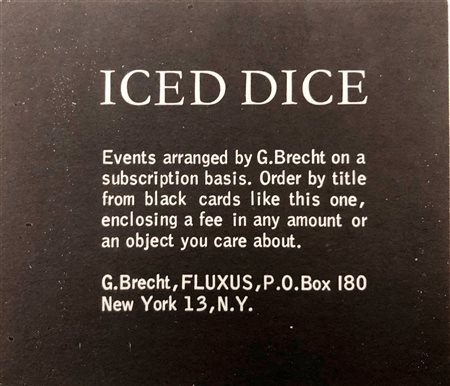 ICED DICE
Events arranged by G.Brecht on a
subscription basis. Order by title
from black cards like this one,
enclosing a fee in any amount or
an object you care about.
G.Brecht,FLUXUS,P.O.Box 180
New York 13,N.Y.